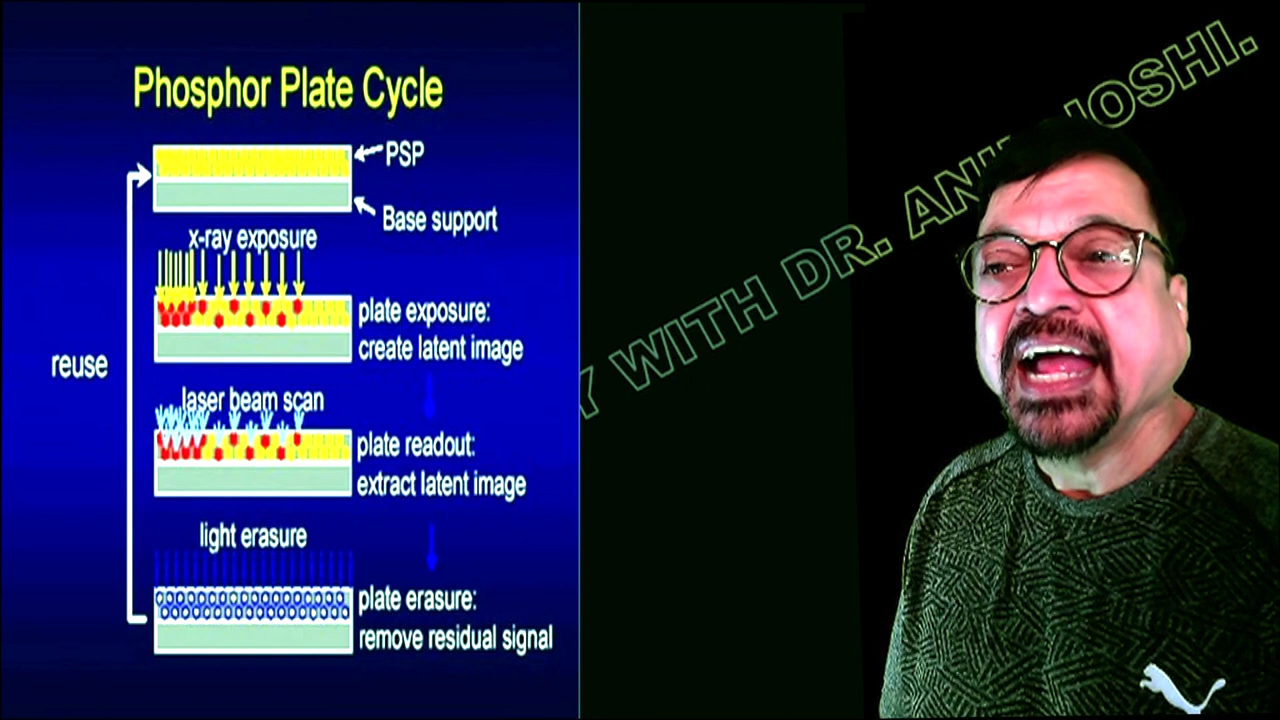 Phosphor Plate Cycle
PSP
Base support
x-ray exposure
plate exposure:
create latent image
reuse
laser beam scan
plate readout:
extract latent image
light erasure
plate erasure:
remove residual signal
WITH DR.
JOSHI.